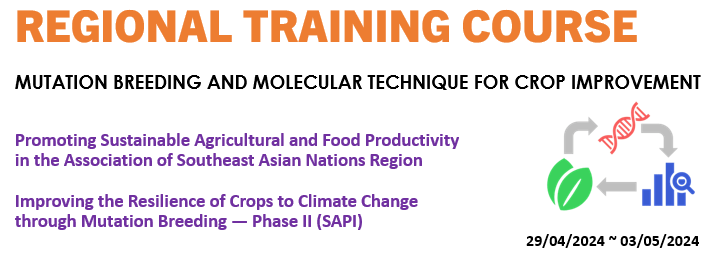 REGIONAL TRAINING COURSE
MUTATION BREEDING AND MOLECULAR TECHNIQUE FOR CROP IMPROVEMENT
Promoting Sustainable Agricultural and Food Productivity
in the Association of Southeast Asian Nations Region
Improving the Resilience of Crops to Climate Change
through Mutation Breeding — Phase II (SAPI)
29/04/2024 ~ 03/05/2024